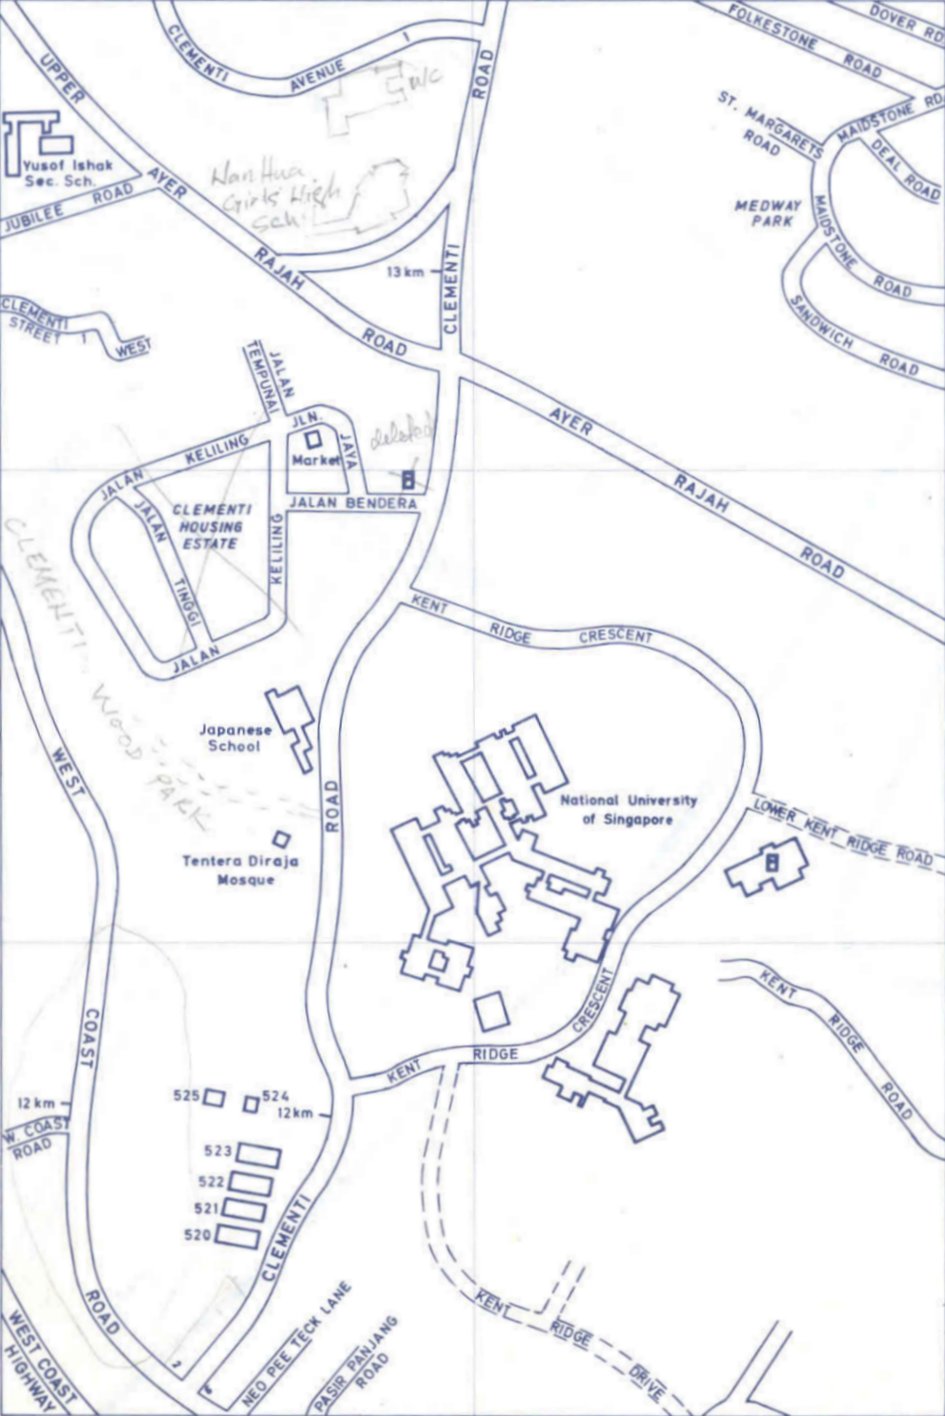 FOLKESTONE ROAD
DOVER RD
CLEMENTI AVENUE 1
UPPER AYER RAJAH ROAD
ROAD
W/C
ST. MARGARETS
ROAD
MAIDSTONE RD.
DEAL ROAD
Yusof Ishak
Sec. Sch.
JUBILEE ROAD
Nan Hua
Girls' High
Sch.
MEDWAY
PARK
MAIDSTONE ROAD
13 km
CLEMENTI
SANDWICH ROAD
CLEMENTI
STREET 1
WEST
JALAN
TEMPUNAI
JLN. JAYA
deleted
AYER RAJAH ROAD
JALAN KELILING
Market
JALAN BENDERA
JALAN TINGGI
CLEMENTI
HOUSING
ESTATE
KELILING
JALAN
CLEMENTI WOOD PARK
KENT RIDGE CRESCENT
Japanese
School
WEST COAST ROAD
ROAD
National University
of Singapore
LOWER KENT RIDGE ROAD
Tentera Diraja
Mosque
KENT RIDGE ROAD
KENT RIDGE CRESCENT
525
524
12 km
12 km
W. COAST
ROAD
523
522
521
520
CLEMENTI
KENT RIDGE DRIVE
NEO PEE TECK LANE
PASIR PANJANG
ROAD
WEST COAST
HIGHWAY